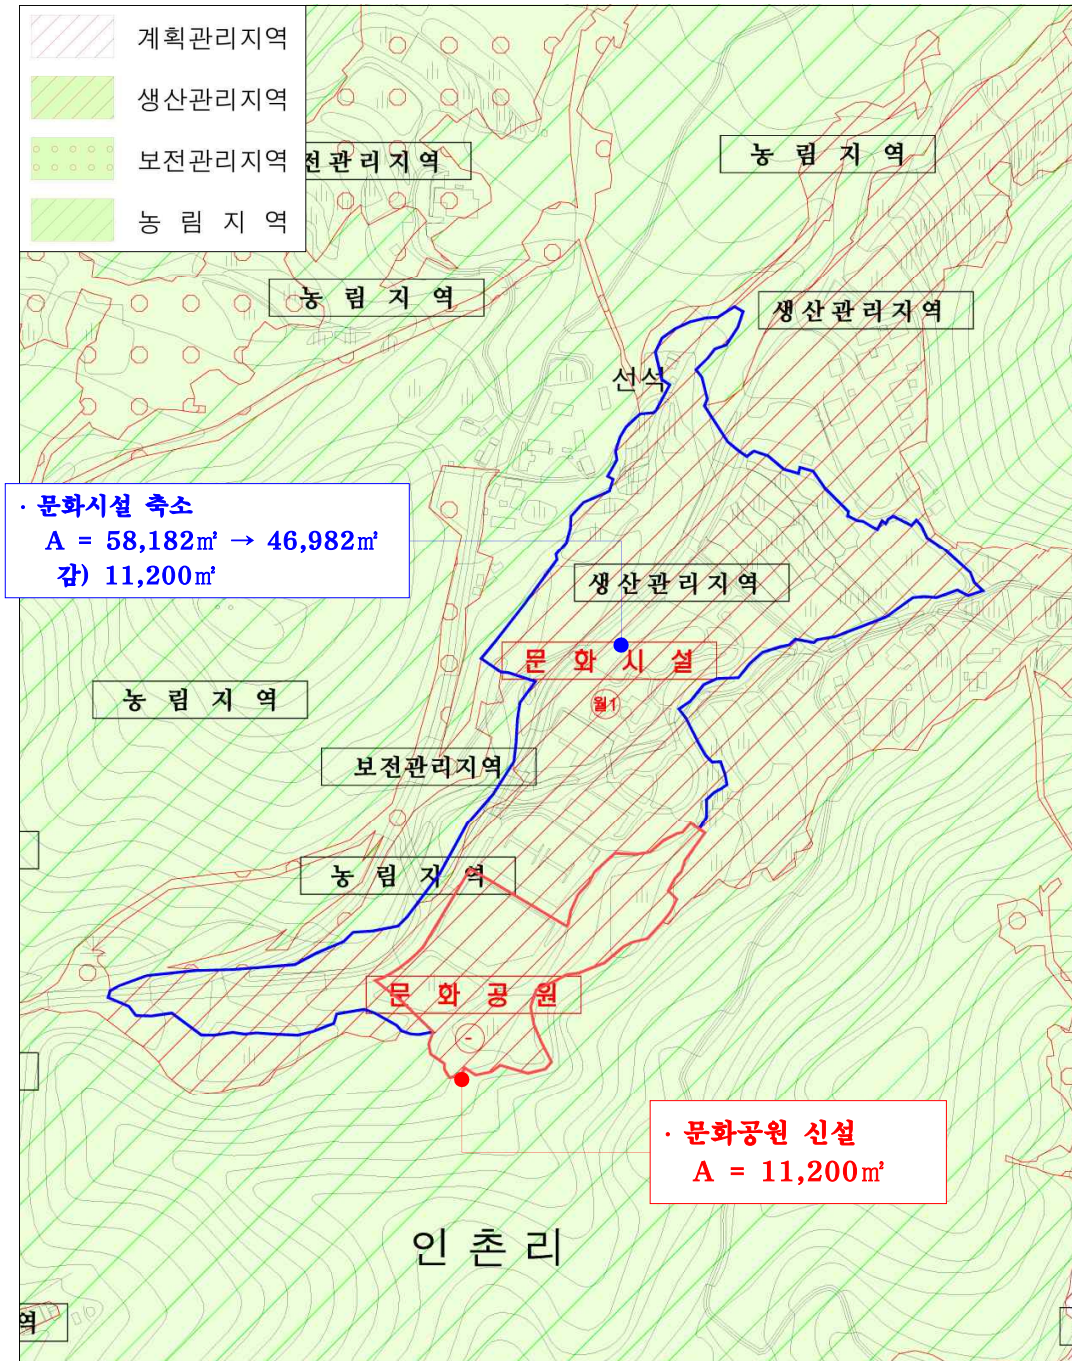 계획관리지역
생산관리지역
보전관리지역
농 림 지 역
전관리지역
농 림 지 역
농 림 지 역
생산관리지역
선석
· 문화시설 축소
A = 58,182㎡ → 46,982㎡
감) 11,200㎡
생산관리지역
문 화 시 설
월1
농 림 지 역
보전관리지역
농 림 지 역
문 화 공 원
-
· 문화공원 신설
A = 11,200㎡
인 촌 리
역